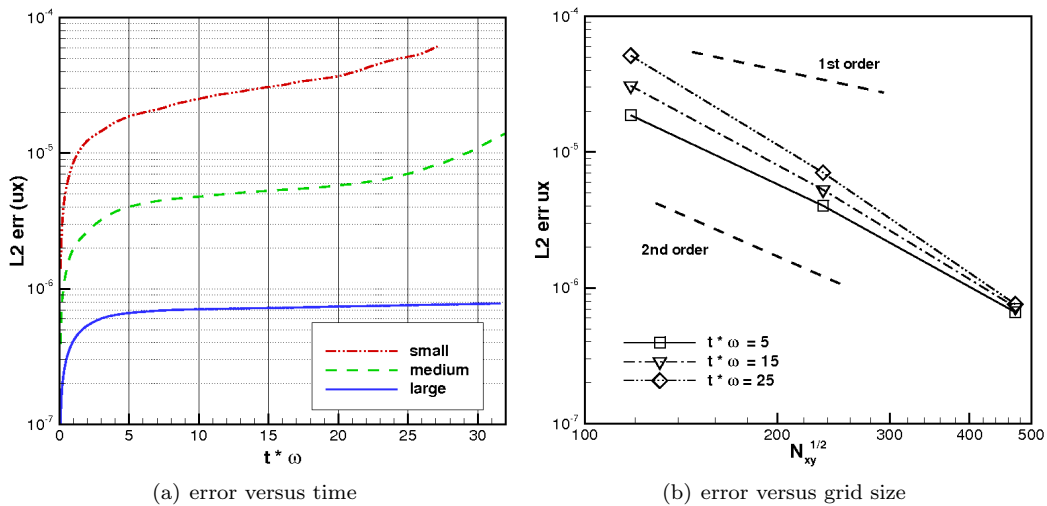 10^-4
10^-5
10^-6
10^-7
L2 err (ux)
0 5 10 15 20 25 30
t * ω
small
medium
large
(a) error versus time
10^-4
10^-5
10^-6
10^-7
L2 err ux
1st order
2nd order
t * ω = 5
t * ω = 15
t * ω = 25
100 200 300 400 500
N_xy^1/2
(b) error versus grid size